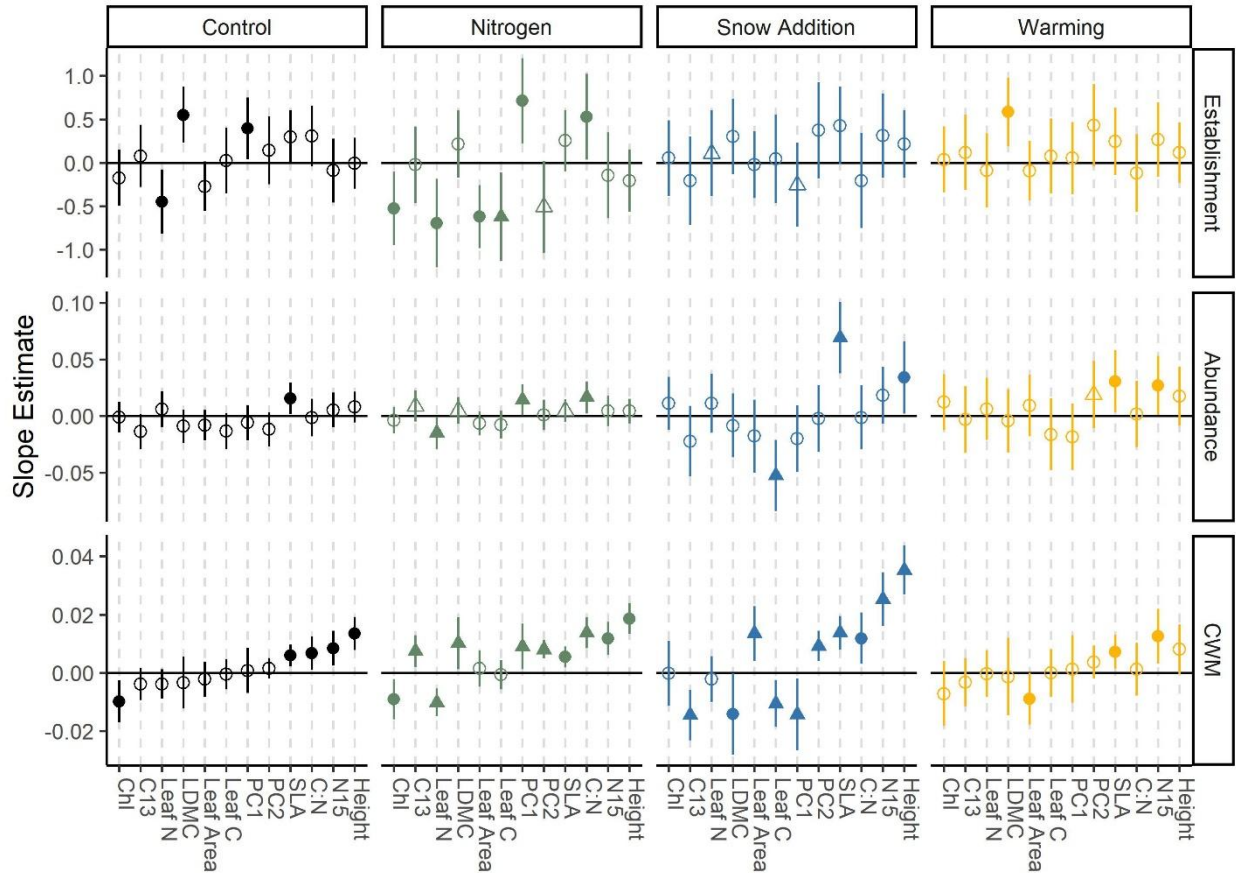 Control Nitrogen Snow Addition Warming
Slope Estimate
1.0
0.5
0.0
-0.5
-1.0
Establishment
0.10
0.05
0.00
-0.05
Abundance
0.04
0.02
0.00
-0.02
CWM
Chl C13 Leaf N LDMC Leaf Area Leaf C PC1 PC2 SLA C:N N15 Height
Chl C13 Leaf N LDMC Leaf Area Leaf C PC1 PC2 SLA C:N N15 Height
Chl C13 Leaf N LDMC Leaf Area Leaf C PC1 PC2 SLA C:N N15 Height
Chl C13 Leaf N LDMC Leaf Area Leaf C PC1 PC2 SLA C:N N15 Height